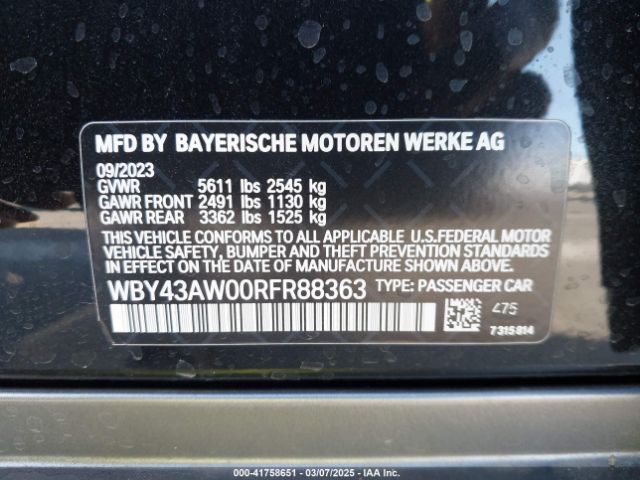 MFD BY BAYERISCHE MOTOREN WERKE AG
09/2023
GVWR 5611 lbs 2545 kg
GAWR FRONT 2491 lbs 1130 kg
GAWR REAR 3362 lbs 1525 kg
THIS VEHICLE CONFORMS TO ALL APPLICABLE U.S.FEDERAL MOTOR
VEHICLE SAFETY, BUMPER AND THEFT PREVENTION STANDARDS
IN EFFECT ON THE DATE OF MANUFACTURE SHOWN ABOVE.
WBY43AW00RFR88363 TYPE: PASSENGER CAR
475
7315814
000-41758651 | 03/07/2025 - IAA Inc.